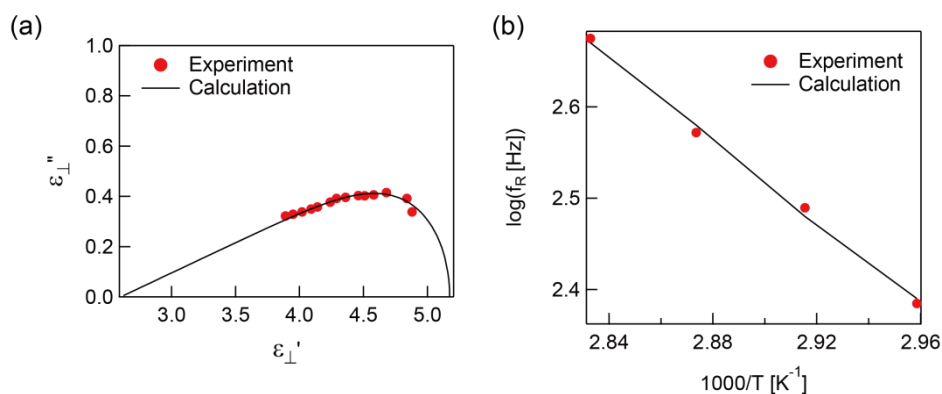 (a)
1.0
0.8
0.6
0.4
0.2
0.0
ε⊥''
Experiment
Calculation
3.0 3.5 4.0 4.5 5.0
ε⊥'
(b)
2.6
2.5
2.4
log(f_R [Hz])
Experiment
Calculation
2.84 2.88 2.92 2.96
1000/T [K⁻¹]